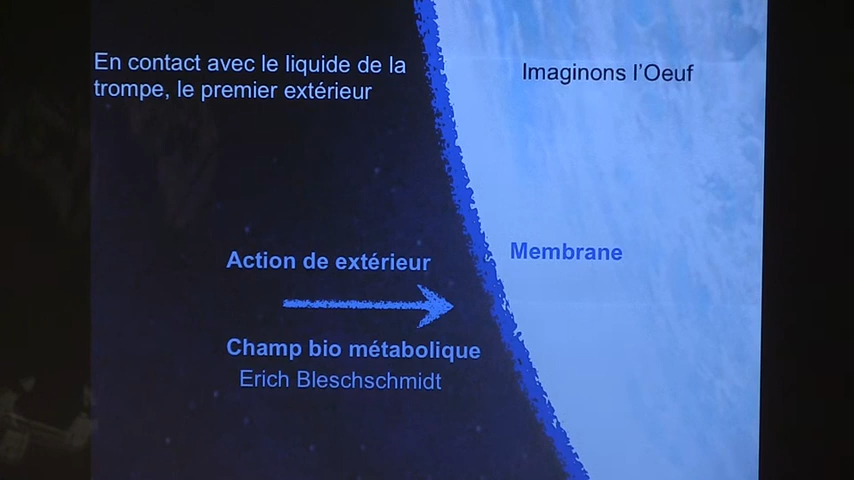 En contact avec le liquide de la
trompe, le premier extérieur
Imaginons l'Oeuf
Membrane
Action de extérieur
Champ bio métabolique
Erich Bleschschmidt